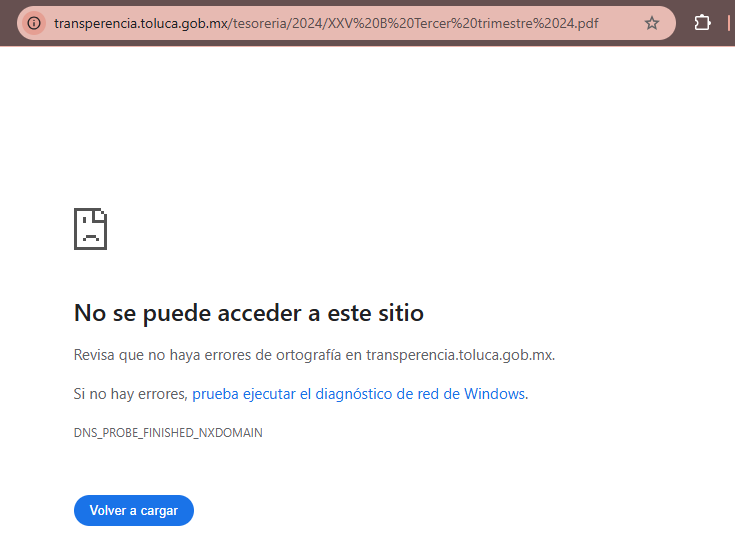 transperencia.toluca.gob.mx/tesoreria/2024/XXV%20B%20Tercer%20trimestre%2024.pdf
No se puede acceder a este sitio
Revisa que no haya errores de ortografía en transperencia.toluca.gob.mx.
Si no hay errores, prueba ejecutar el diagnóstico de red de Windows.
DNS_PROBE_FINISHED_NXDOMAIN
Volver a cargar